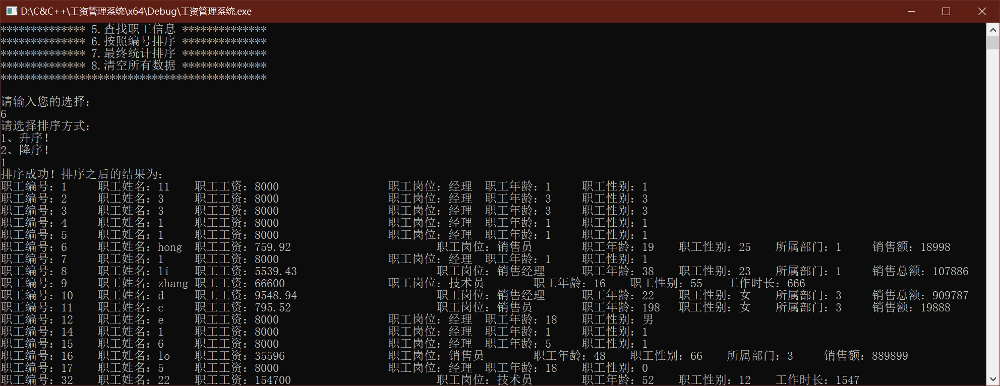 D:\C&C++\工资管理系统\x64\Debug\工资管理系统.exe
************** 5.查找职工信息 **************
************** 6.按照编号排序 **************
************** 7.最终统计排序 **************
************** 8.清空所有数据 **************
********************************************
请输入您的选择：
6
请选择排序方式：
1、升序！
2、降序！
1
排序成功！排序之后的结果为：
职工编号：1 职工姓名：11 职工工资：8000 职工岗位：经理 职工年龄：1 职工性别：1
职工编号：2 职工姓名：3 职工工资：8000 职工岗位：经理 职工年龄：3 职工性别：3
职工编号：3 职工姓名：3 职工工资：8000 职工岗位：经理 职工年龄：3 职工性别：3
职工编号：4 职工姓名：1 职工工资：8000 职工岗位：经理 职工年龄：1 职工性别：1
职工编号：5 职工姓名：1 职工工资：8000 职工岗位：经理 职工年龄：1 职工性别：1
职工编号：6 职工姓名：hong 职工工资：759.92 职工岗位：销售员 职工年龄：19 职工性别：25 所属部门：1 销售额：18998
职工编号：7 职工姓名：1 职工工资：8000 职工岗位：经理 职工年龄：1 职工性别：1
职工编号：8 职工姓名：li 职工工资：5539.43 职工岗位：销售经理 职工年龄：38 职工性别：23 所属部门：1 销售总额：107886
职工编号：9 职工姓名：zhang 职工工资：66600 职工岗位：技术员 职工年龄：16 职工性别：55 工作时长：666
职工编号：10 职工姓名：d 职工工资：9548.94 职工岗位：销售经理 职工年龄：22 职工性别：女 所属部门：3 销售总额：909787
职工编号：11 职工姓名：c 职工工资：795.52 职工岗位：销售员 职工年龄：198 职工性别：女 所属部门：3 销售额：19888
职工编号：12 职工姓名：e 职工工资：8000 职工岗位：经理 职工年龄：18 职工性别：男
职工编号：14 职工姓名：1 职工工资：8000 职工岗位：经理 职工年龄：1 职工性别：1
职工编号：15 职工姓名：6 职工工资：8000 职工岗位：经理 职工年龄：5 职工性别：1
职工编号：16 职工姓名：lo 职工工资：35596 职工岗位：销售员 职工年龄：48 职工性别：66 所属部门：3 销售额：889899
职工编号：17 职工姓名：5 职工工资：8000 职工岗位：经理 职工年龄：18 职工性别：0
职工编号：32 职工姓名：22 职工工资：154700 职工岗位：技术员 职工年龄：52 职工性别：12 工作时长：1547